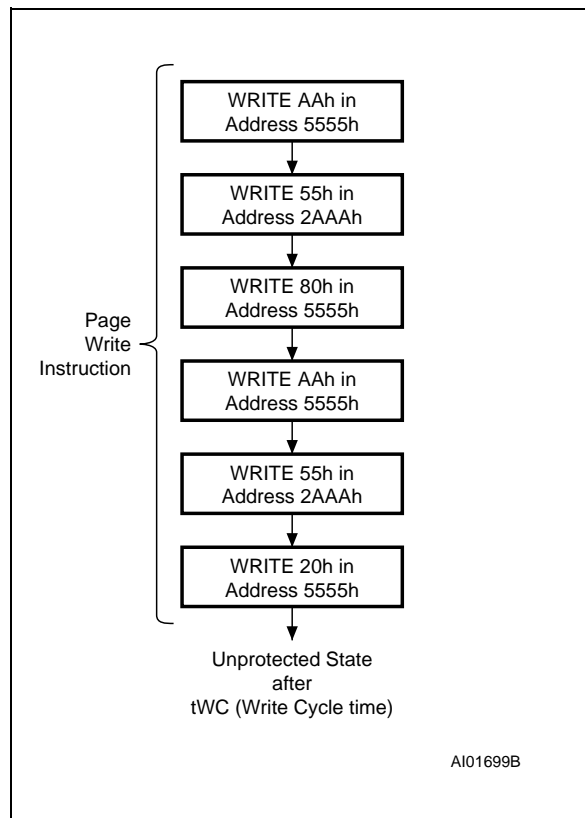 WRITE AAh in
Address 5555h
WRITE 55h in
Address 2AAAh
WRITE 80h in
Address 5555h
Page
Write
Instruction
WRITE AAh in
Address 5555h
WRITE 55h in
Address 2AAAh
WRITE 20h in
Address 5555h
Unprotected State
after
tWC (Write Cycle time)
AI01699B